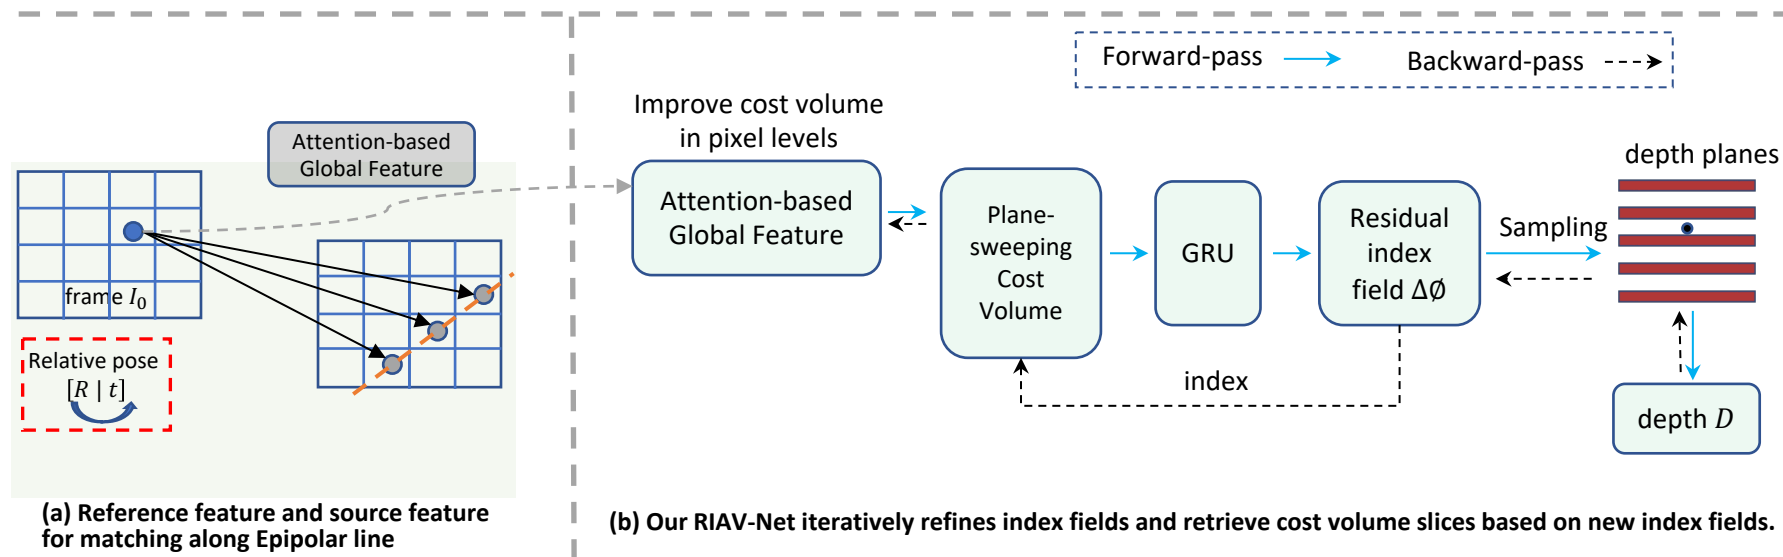 Forward-pass
Backward-pass
Attention-based
Global Feature
frame I₀
Relative pose
[R | t]
(a) Reference feature and source feature
for matching along Epipolar line
Improve cost volume
in pixel levels
Attention-based
Global Feature
Plane-
sweeping
Cost
Volume
GRU
Residual
index
field Δ∅
index
Sampling
depth planes
depth D
(b) Our RIAV-Net iteratively refines index fields and retrieve cost volume slices based on new index fields.